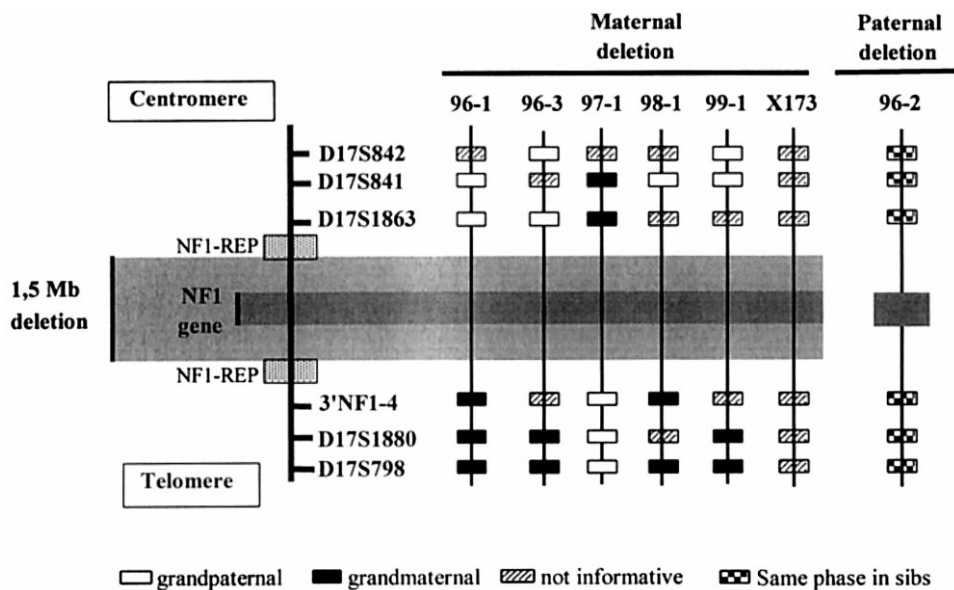 Maternal deletion
Paternal deletion
Centromere
96-1 96-3 97-1 98-1 99-1 X173 96-2
D17S842
D17S841
D17S1863
NF1-REP
1,5 Mb deletion
NF1 gene
NF1-REP
3'NF1-4
D17S1880
D17S798
Telomere
grandpaternal grandmaternal not informative Same phase in sibs